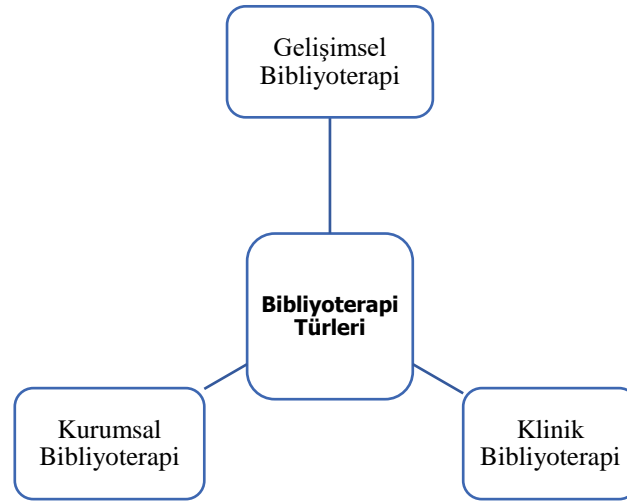 Gelişimsel
Bibliyoterapi
Bibliyoterapi
Türleri
Kurumsal
Bibliyoterapi
Klinik
Bibliyoterapi